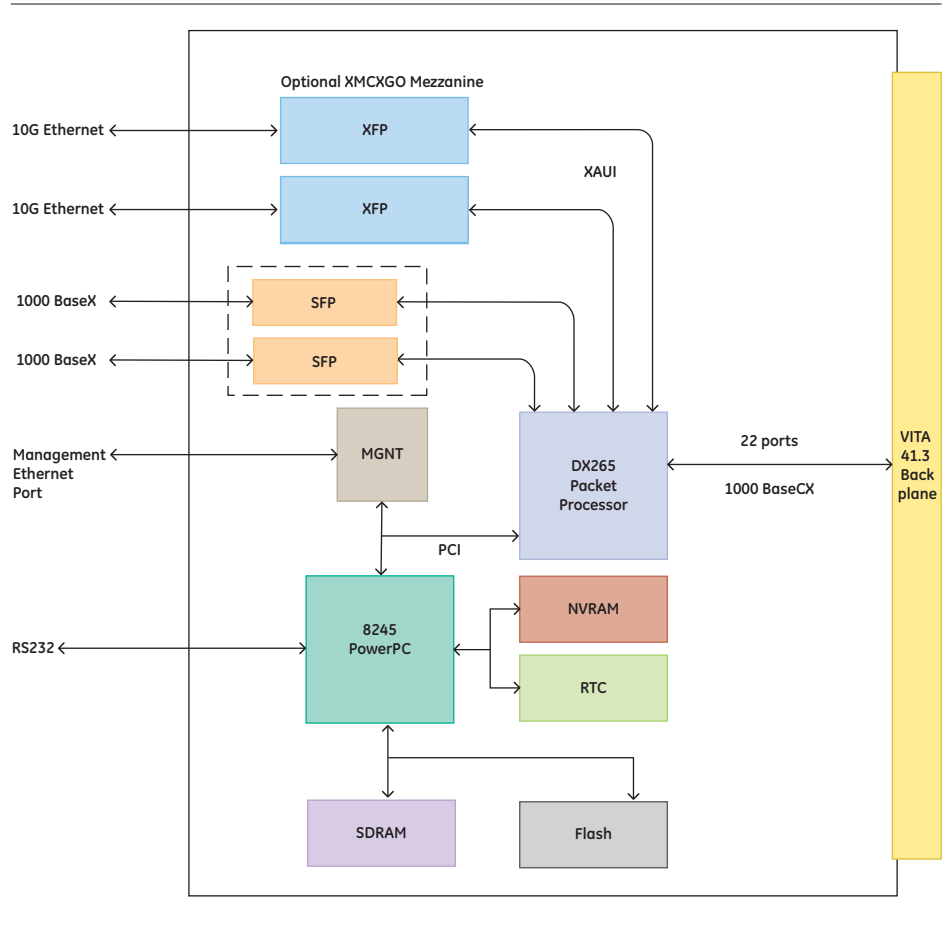 Optional XMCXGO Mezzanine
10G Ethernet
XFP
XAUI
10G Ethernet
XFP
1000 BaseX
SFP
1000 BaseX
SFP
Management
Ethernet
Port
MGNT
DX265
Packet
Processor
22 ports
1000 BaseCX
VITA
41.3
Back
plane
PCI
RS232
8245
PowerPC
NVRAM
RTC
SDRAM
Flash